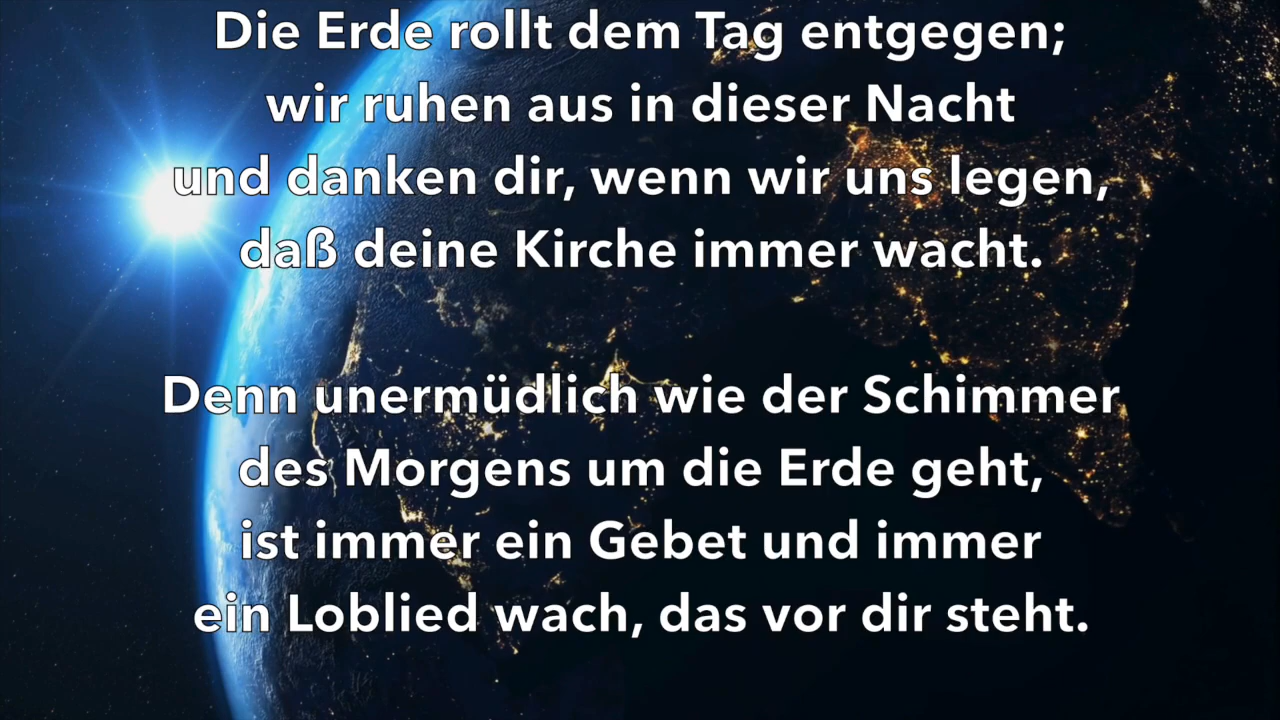 Die Erde rollt dem Tag entgegen;
wir ruhen aus in dieser Nacht
und danken dir, wenn wir uns legen,
daß deine Kirche immer wacht.
Denn unermüdlich wie der Schimmer
des Morgens um die Erde geht,
ist immer ein Gebet und immer
ein Loblied wach, das vor dir steht.